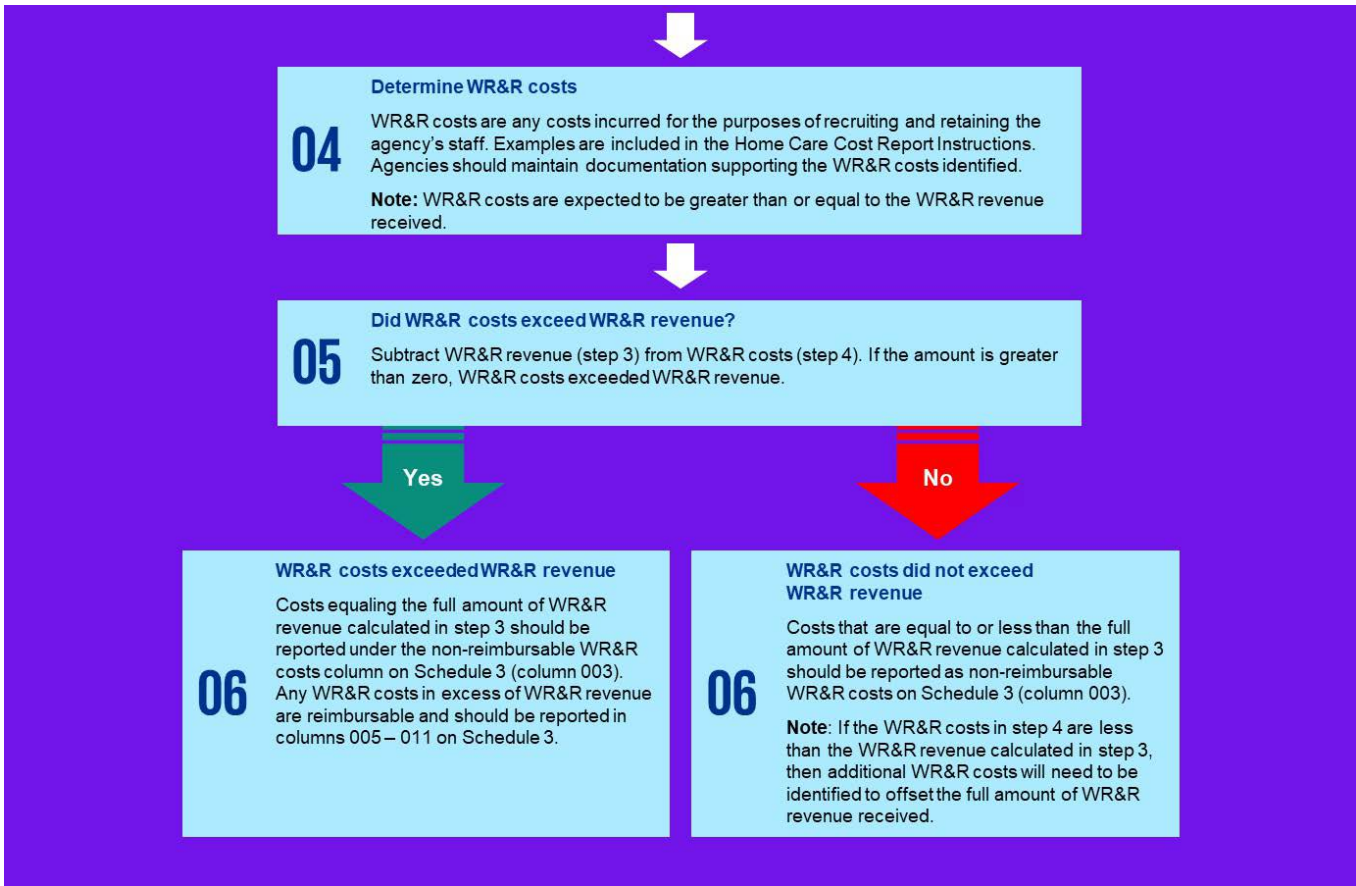 Determine WR&R costs
04
WR&R costs are any costs incurred for the purposes of recruiting and retaining the
agency's staff. Examples are included in the Home Care Cost Report Instructions.
Agencies should maintain documentation supporting the WR&R costs identified.
Note: WR&R costs are expected to be greater than or equal to the WR&R revenue
received.
Did WR&R costs exceed WR&R revenue?
05
Subtract WR&R revenue (step 3) from WR&R costs (step 4). If the amount is greater
than zero, WR&R costs exceeded WR&R revenue.
Yes
No
WR&R costs exceeded WR&R revenue
06
Costs equaling the full amount of WR&R
revenue calculated in step 3 should be
reported under the non-reimbursable WR&R
costs column on Schedule 3 (column 003).
Any WR&R costs in excess of WR&R revenue
are reimbursable and should be reported in
columns 005 – 011 on Schedule 3.
WR&R costs did not exceed
WR&R revenue
06
Costs that are equal to or less than the full
amount of WR&R revenue calculated in step 3
should be reported as non-reimbursable
WR&R costs on Schedule 3 (column 003).
Note: If the WR&R costs in step 4 are less
than the WR&R revenue calculated in step 3,
then additional WR&R costs will need to be
identified to offset the full amount of WR&R
revenue received.